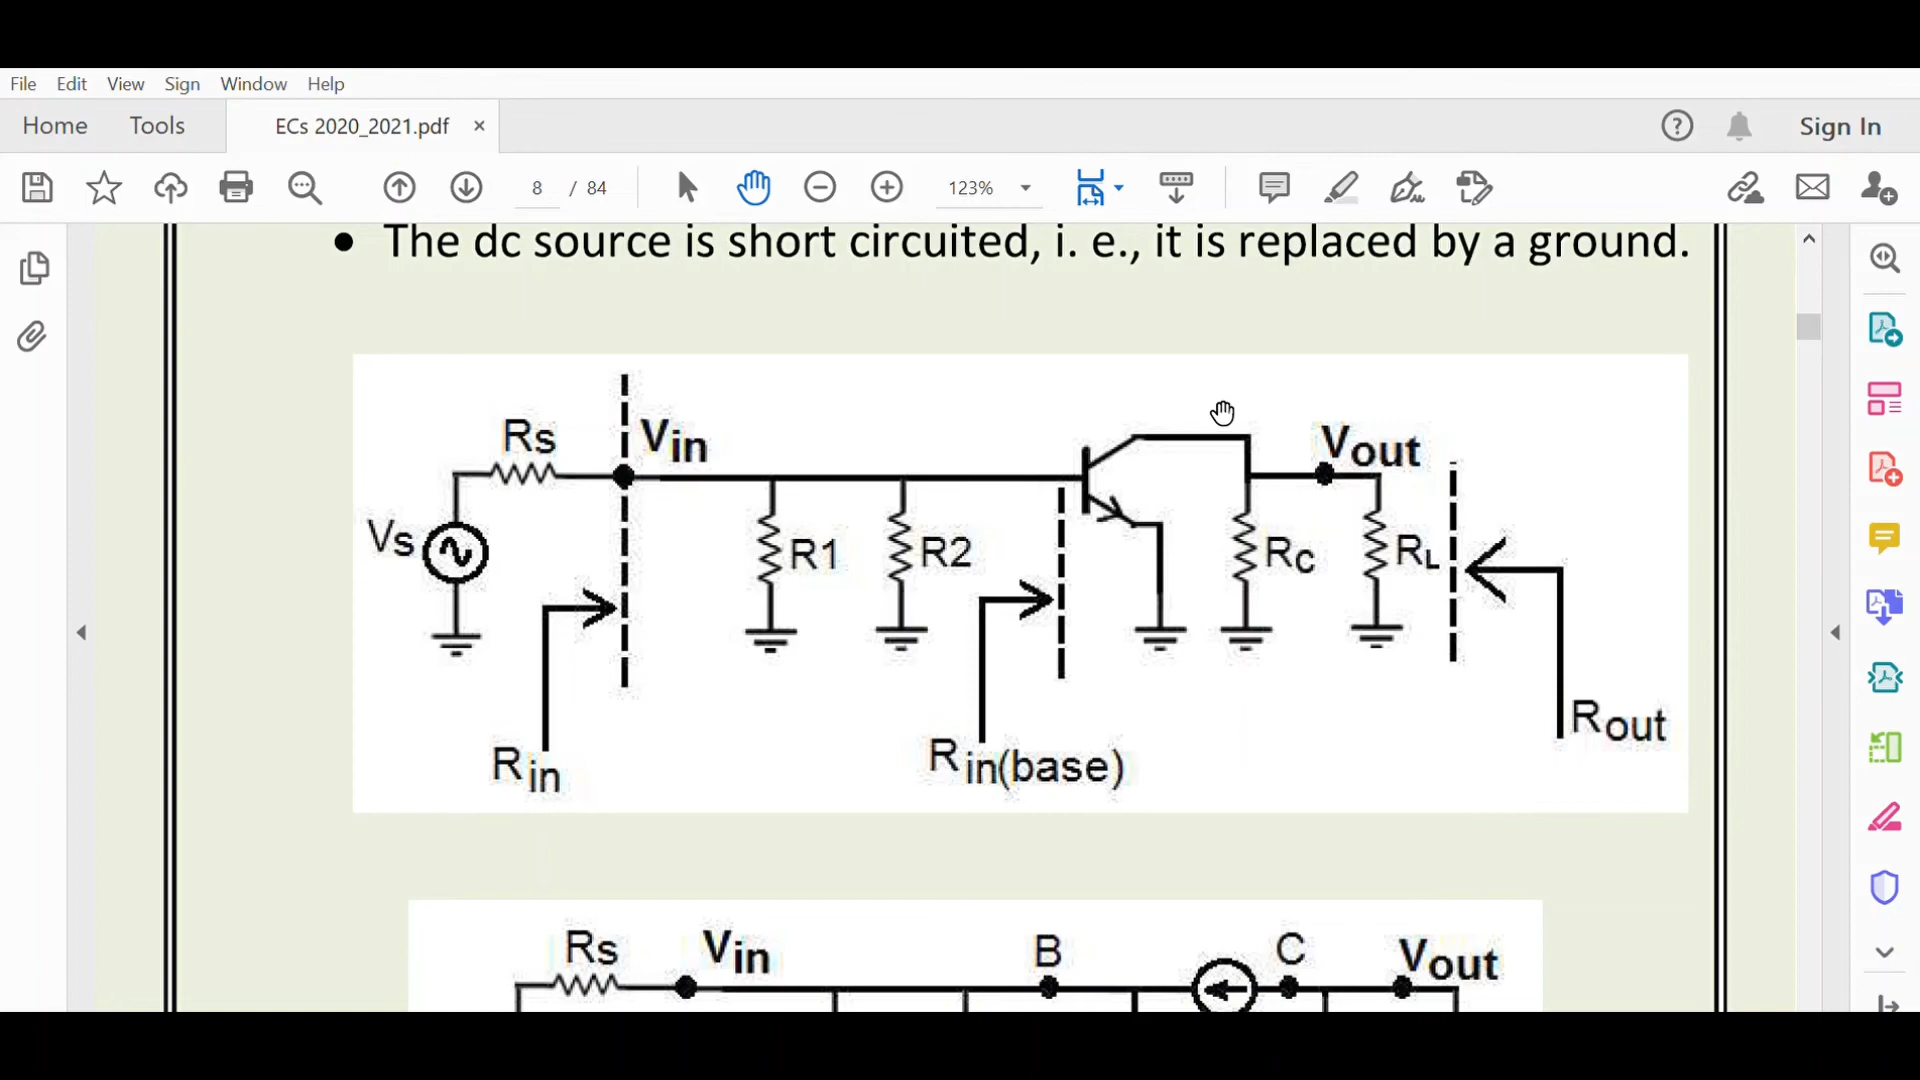 File Edit View Sign Window Help
Home Tools ECs 2020_2021.pdf × Sign In
8 / 84 123%
• The dc source is short circuited, i. e., it is replaced by a ground.
Rs Vin Vout
Vs R1 R2 RC RL
Rin Rin(base) Rout
Rs Vin B C Vout